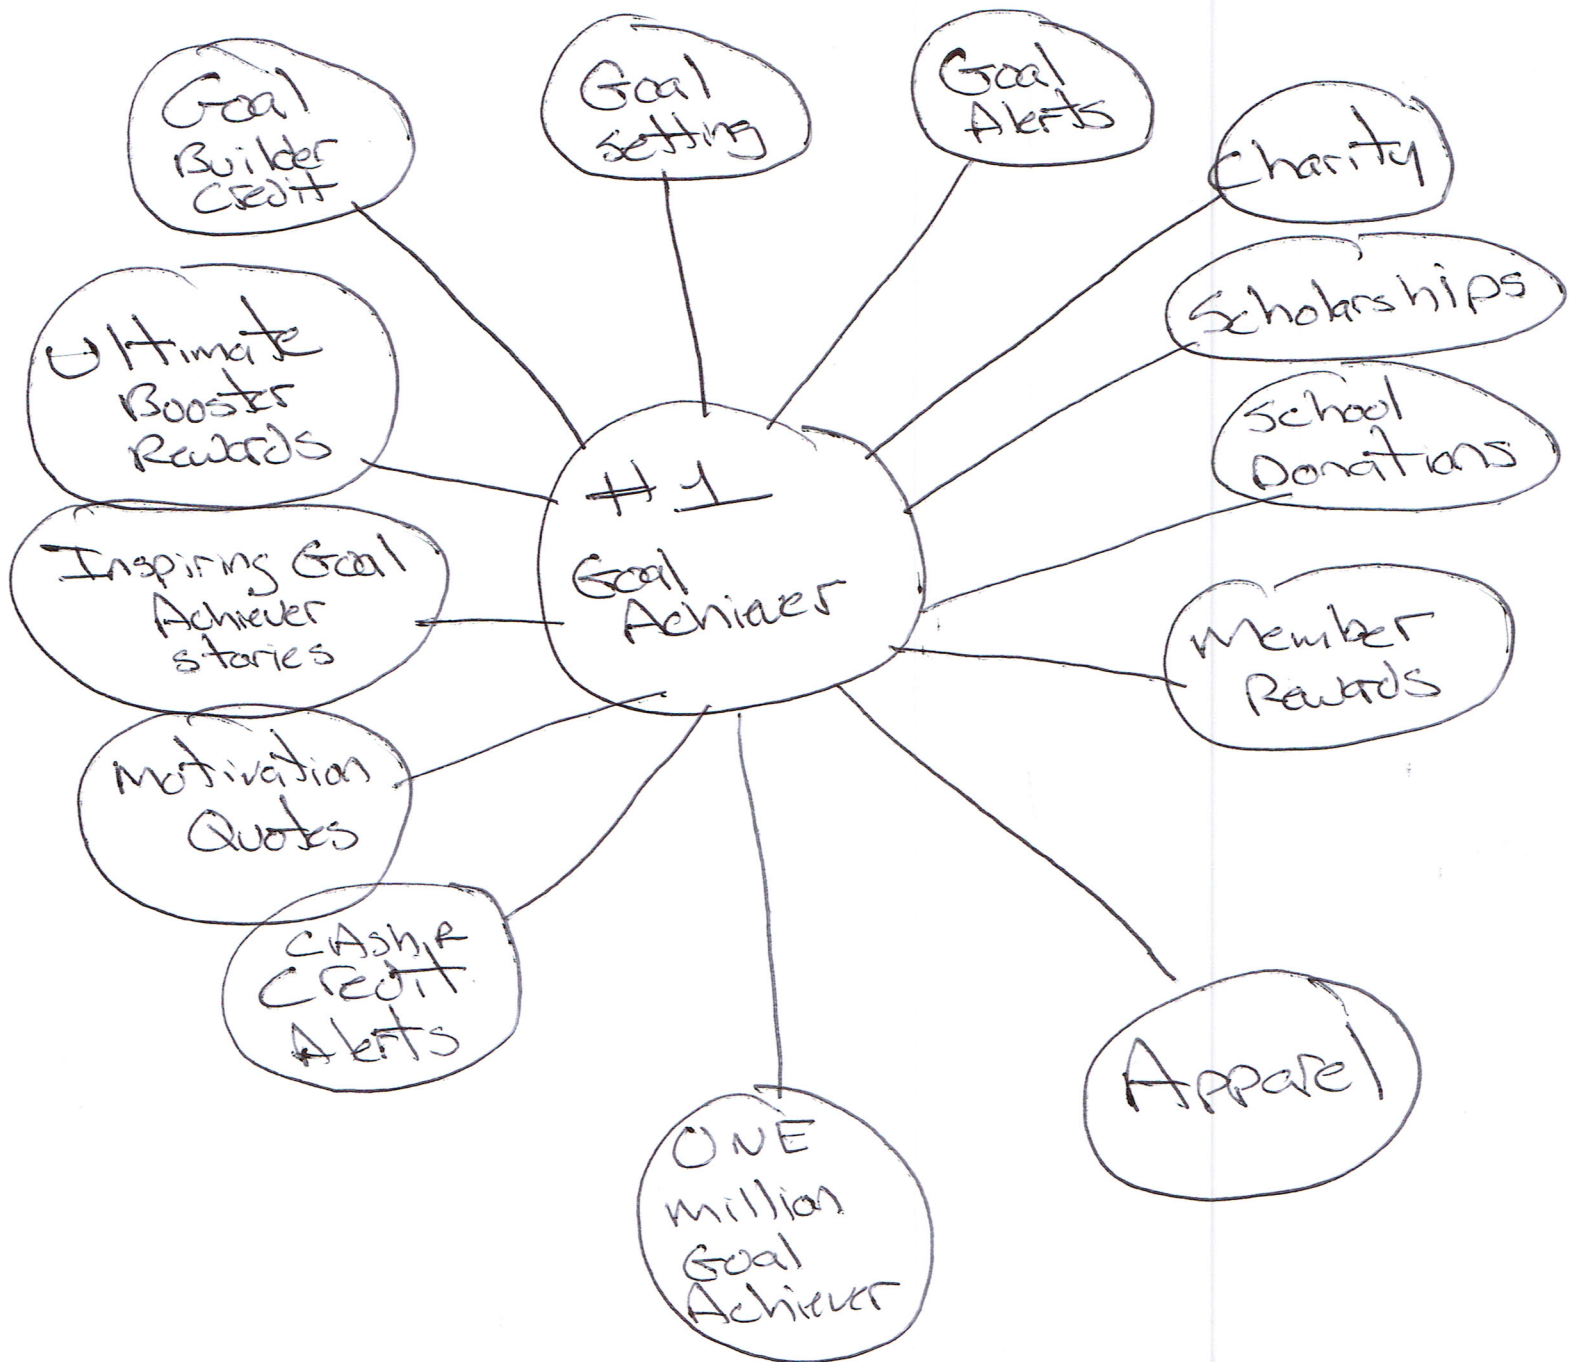 Goal
Builder
Credit
Goal
setting
Goal
Alerts
Charity
Scholarships
School
Donations
Member
Rewards
Apparel
ONE
million
Goal
Achiever
CAsh,
Credit
Alerts
Motivation
Quotes
Inspiring Goal
Achiever
stories
Ultimate
Booster
Rewards
#1
Goal
Achiever